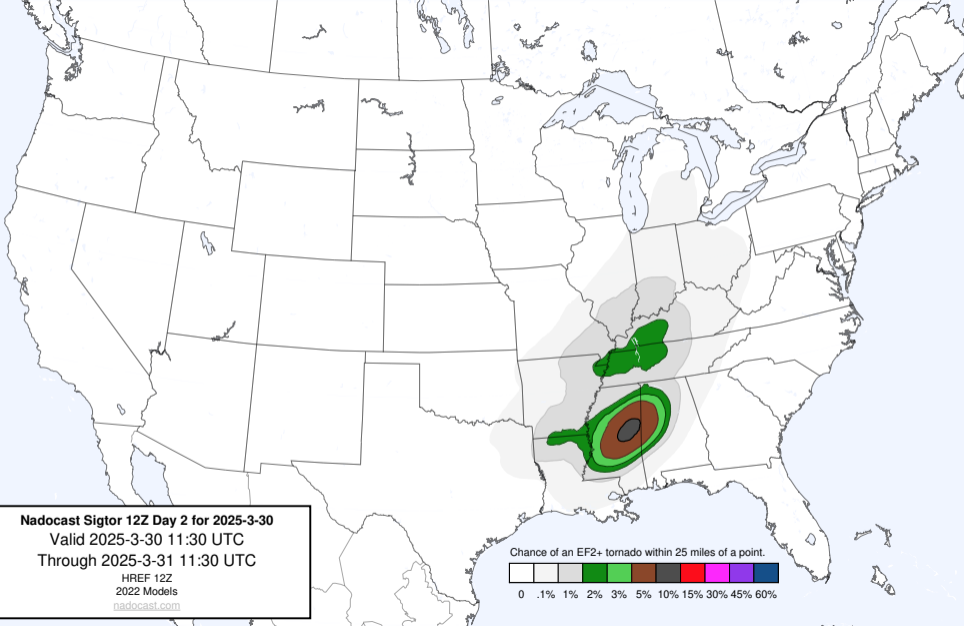 Nadocast Sigtor 12Z Day 2 for 2025-3-30
Valid 2025-3-30 11:30 UTC
Through 2025-3-31 11:30 UTC
HREF 12Z
2022 Models
nadocast.com
Chance of an EF2+ tornado within 25 miles of a point.
0 .1% 1% 2% 3% 5% 10% 15% 30% 45% 60%